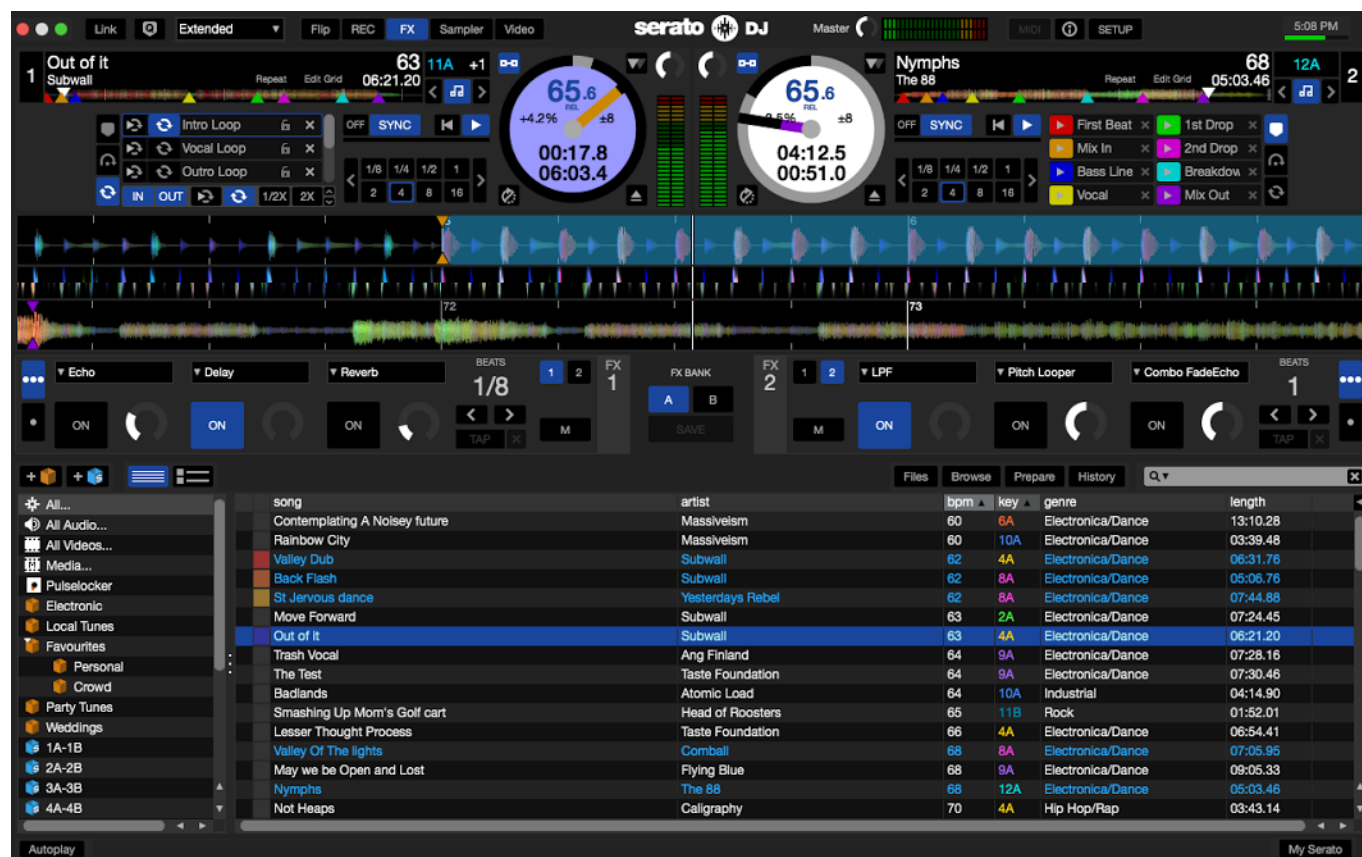 Link Extended Flip REC FX Sampler Video serato DJ Master MIDI SETUP 5:08 PM
Out of it 63 11A +1
1 Subwall Repeat Edit Grid 06:21.20
Nymphs 68 12A
The 88 Repeat Edit Grid 05:03.46 2
Intro Loop
Vocal Loop
Outro Loop
IN OUT 1/2X 2X
OFF SYNC
1/8 1/4 1/2 1
2 4 8 16
65.6
REL
+4.2% ±8
00:17.8
06:03.4
65.6
REL
±8
04:12.5
00:51.0
OFF SYNC
1/8 1/4 1/2 1
2 4 8 16
First Beat 1st Drop
Mix In 2nd Drop
Bass Line Breakdow
Vocal Mix Out
6
72 73
Echo Delay Reverb BEATS 1/8 1 2 FX 1 FX BANK FX 2 1 2 LPF Pitch Looper Combo FadeEcho BEATS 1
A B
ON ON ON TAP M SAVE M ON ON ON TAP
Files Browse Prepare History
All...
All Audio...
All Videos...
Media...
Pulselocker
Electronic
Local Tunes
Favourites
Personal
Crowd
Party Tunes
Weddings
1A-1B
2A-2B
3A-3B
4A-4B
song artist bpm key genre length
Contemplating A Noisey future Massiveism 60 6A Electronica/Dance 13:10.28
Rainbow City Massiveism 60 10A Electronica/Dance 03:39.48
Valley Dub Subwall 62 4A Electronica/Dance 06:31.76
Back Flash Subwall 62 8A Electronica/Dance 05:06.76
St Jervous dance Yesterdays Rebel 62 8A Electronica/Dance 07:44.88
Move Forward Subwall 63 2A Electronica/Dance 07:24.45
Out of it Subwall 63 4A Electronica/Dance 06:21.20
Trash Vocal Ang Finland 64 9A Electronica/Dance 07:28.16
The Test Taste Foundation 64 9A Electronica/Dance 07:30.46
Badlands Atomic Load 64 10A Industrial 04:14.90
Smashing Up Mom's Golf cart Head of Roosters 65 11B Rock 01:52.01
Lesser Thought Process Taste Foundation 66 4A Electronica/Dance 06:54.41
Valley Of The lights Comball 68 8A Electronica/Dance 07:05.95
May we be Open and Lost Flying Blue 68 9A Electronica/Dance 09:05.33
Nymphs The 88 68 12A Electronica/Dance 05:03.46
Not Heaps Caligraphy 70 4A Hip Hop/Rap 03:43.14
Autoplay My Serato